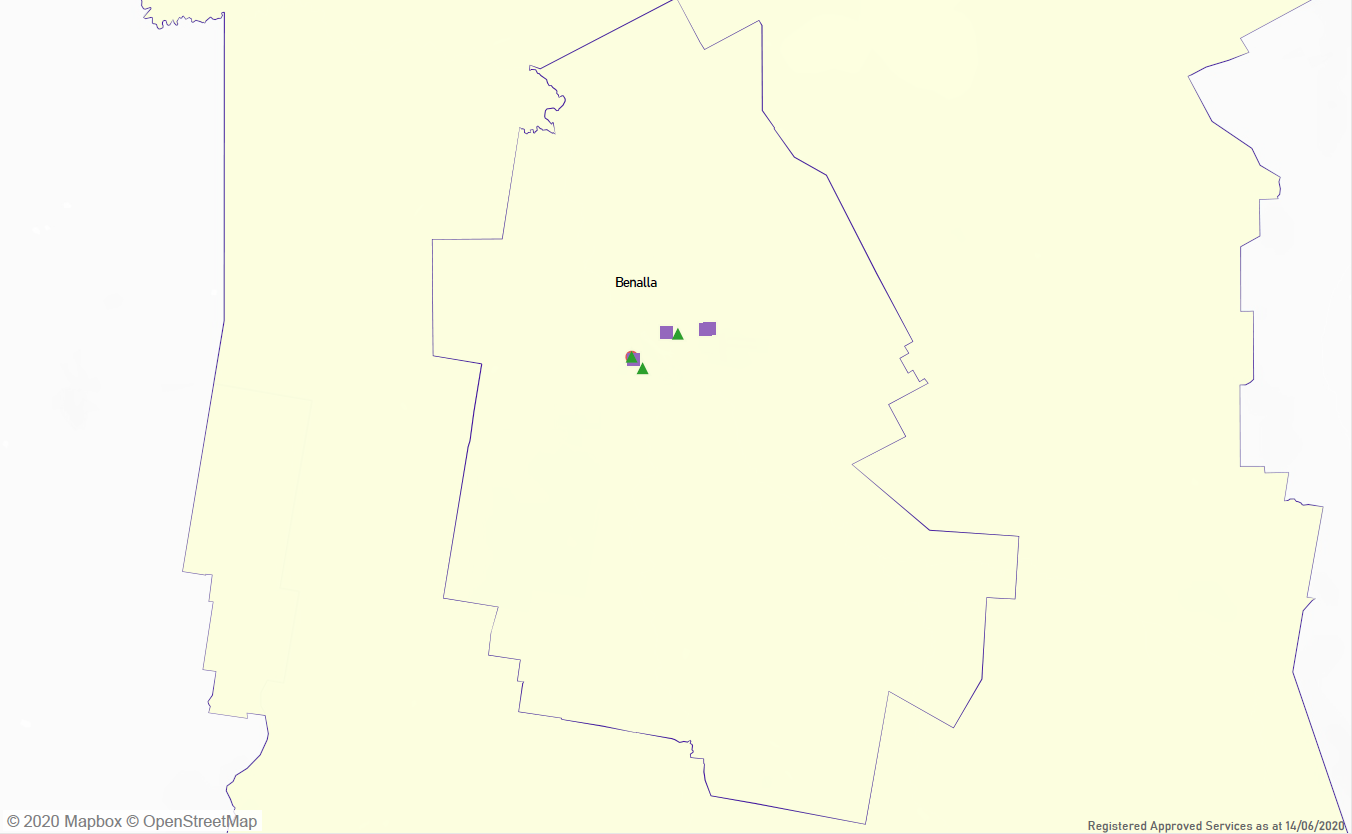 Benalla
© 2020 Mapbox © OpenStreetMap
Registered Approved Services as at 14/06/2020